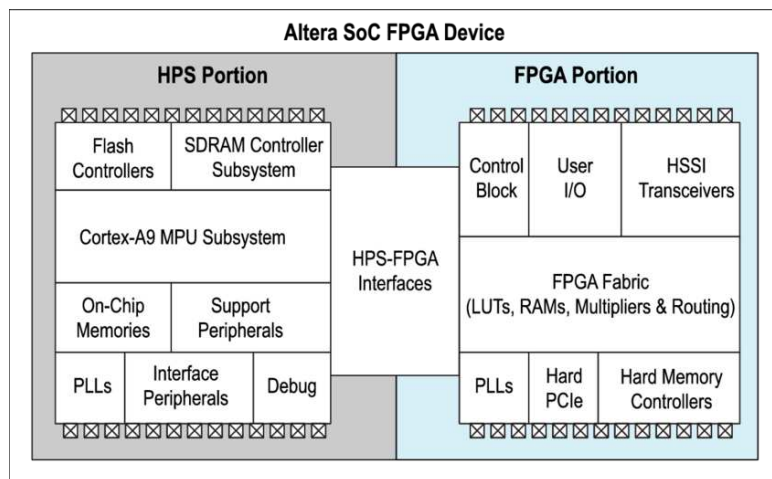 Altera SoC FPGA Device
HPS Portion
FPGA Portion
Flash
Controllers
SDRAM Controller
Subsystem
Cortex-A9 MPU Subsystem
On-Chip
Memories
Support
Peripherals
PLLs
Interface
Peripherals
Debug
HPS-FPGA
Interfaces
Control
Block
User
I/O
HSSI
Transceivers
FPGA Fabric
(LUTs, RAMs, Multipliers & Routing)
PLLs
Hard
PCIe
Hard Memory
Controllers